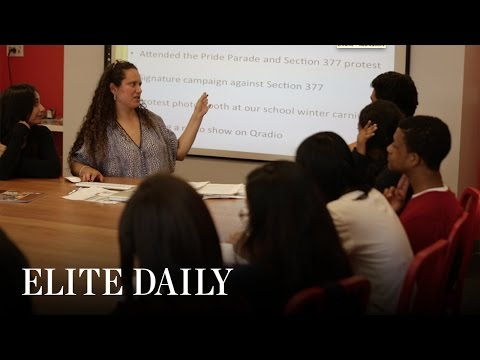 • Attended the Pride Parade and Section 377 protest
signature campaign against Section 377
rotest photo at our school winter carni
show on Qradio
ELITE DAILY